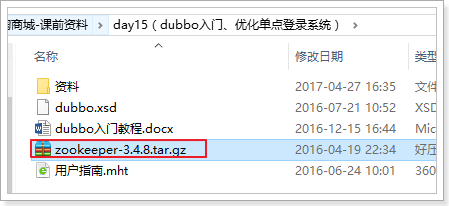 商城-课前资料 › day15（dubbo入门、优化单点登录系统）
名称 修改日期 类型
资料 2017-04-27 16:35 文件
dubbo.xsd 2016-07-21 10:52 XSD
dubbo入门教程.docx 2016-12-15 16:44 Mic
zookeeper-3.4.8.tar.gz 2016-04-19 22:34 好压
用户指南.mht 2016-06-24 10:01 360